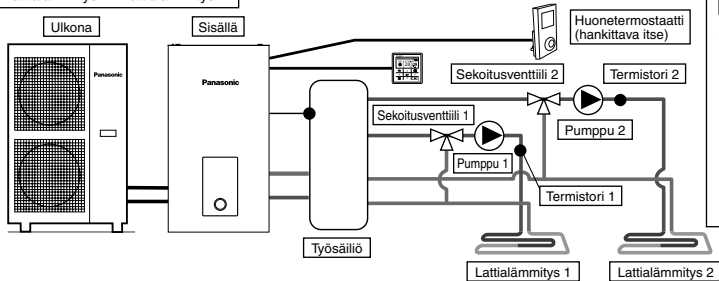 Ulkona
Sisällä
Panasonic
Panasonic
Huonetermostaatti
(hankittava itse)
Sekoitusventtiili 2
Termistori 2
Sekoitusventtiili 1
Pumppu 2
Pumppu 1
Termistori 1
Työsäiliö
Lattialämmitys 1
Lattialämmitys 2